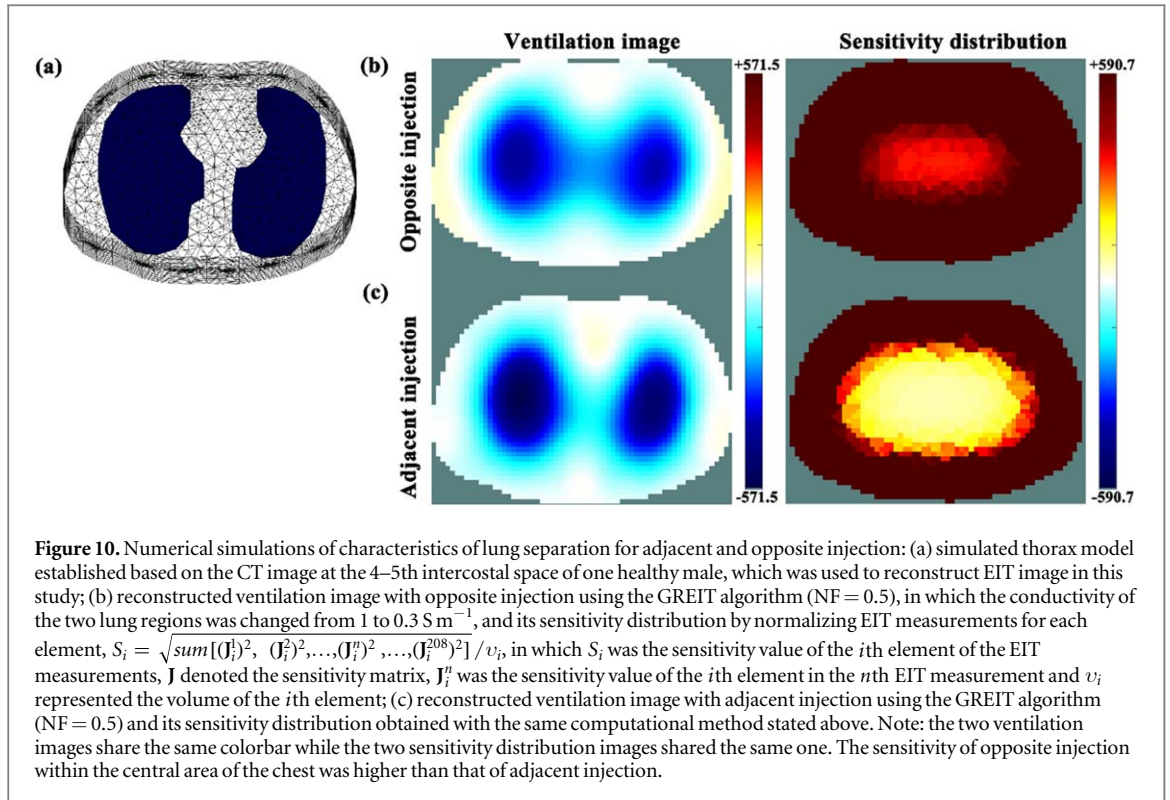 Ventilation image
Sensitivity distribution
(a)
(b)
+571.5
+590.7
Opposite injection
(c)
Adjacent injection
-571.5
-590.7
Figure 10. Numerical simulations of characteristics of lung separation for adjacent and opposite injection: (a) simulated thorax model
established based on the CT image at the 4–5th intercostal space of one healthy male, which was used to reconstruct EIT image in this
study; (b) reconstructed ventilation image with opposite injection using the GREIT algorithm (NF = 0.5), in which the conductivity of
the two lung regions was changed from 1 to 0.3 S m⁻¹, and its sensitivity distribution by normalizing EIT measurements for each
element, Sᵢ = √sum[(Jᵢ¹)², (Jᵢ²)²,…,(Jᵢⁿ)² ,…,(Jᵢ²⁰⁸)²] /υᵢ, in which Sᵢ was the sensitivity value of the ith element of the EIT
measurements, J denoted the sensitivity matrix, Jᵢⁿ was the sensitivity value of the ith element in the nth EIT measurement and υᵢ
represented the volume of the ith element; (c) reconstructed ventilation image with adjacent injection using the GREIT algorithm
(NF = 0.5) and its sensitivity distribution obtained with the same computational method stated above. Note: the two ventilation
images share the same colorbar while the two sensitivity distribution images shared the same one. The sensitivity of opposite injection
within the central area of the chest was higher than that of adjacent injection.